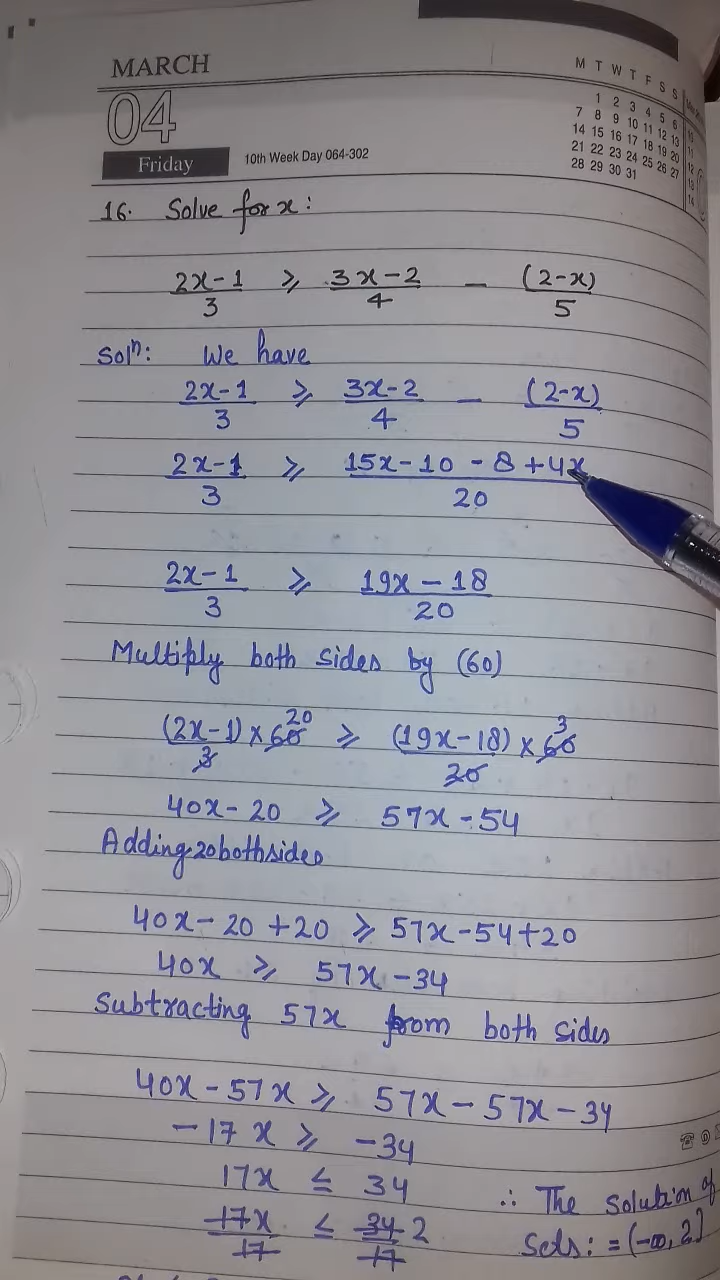 MARCH
04
Friday
10th Week Day 064-302
M T W T F S S
1 2 3 4 5 6
7 8 9 10 11 12 13
14 15 16 17 18 19 20
21 22 23 24 25 26 27
28 29 30 31
16. Solve for x:
(2x-1)/3 ≥ (3x-2)/4 - (2-x)/5
Solⁿ: We have
(2x-1)/3 ≥ (3x-2)/4 - (2-x)/5
(2x-1)/3 ≥ (15x-10-8+4x)/20
(2x-1)/3 ≥ (19x-18)/20
Multiply both sides by (60)
(2x-1)/3 × 60 20 ≥ (19x-18)/20 × 60 3
40x-20 ≥ 57x-54
Adding 20 both sides
40x-20+20 ≥ 57x-54+20
40x ≥ 57x-34
Subtracting 57x from both sides
40x-57x ≥ 57x-57x-34
-17x ≥ -34
17x ≤ 34
17x/17 ≤ 34/17 2
∴ The Solution of
Sets: = (-∞, 2]